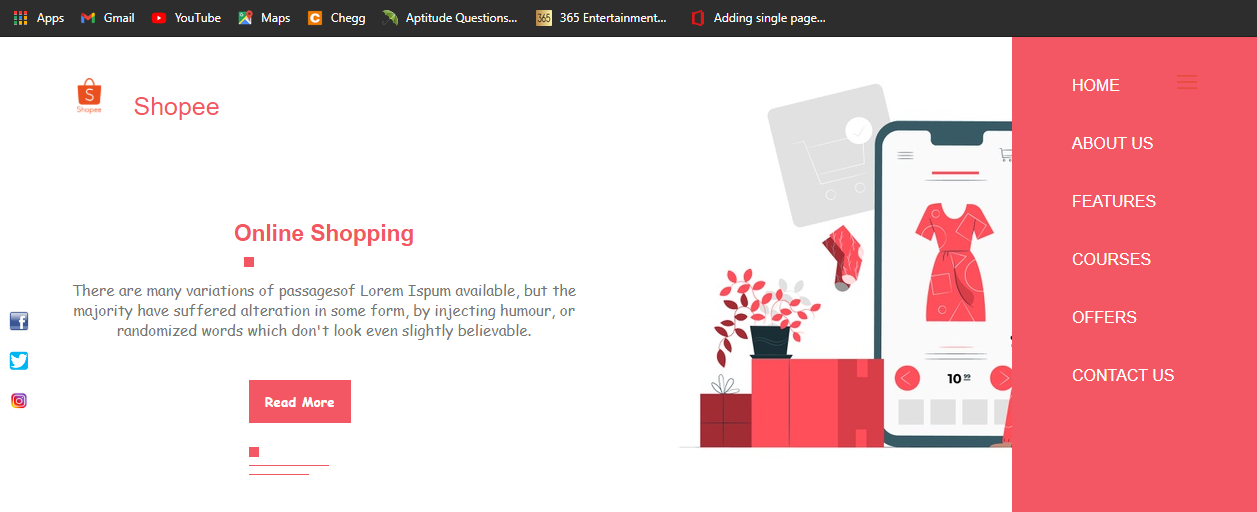 Apps Gmail YouTube Maps Chegg Aptitude Questions... 365 365 Entertainment... Adding single page...
S
Shopee
Shopee
Online Shopping
There are many variations of passagesof Lorem Ispum available, but the
majority have suffered alteration in some form, by injecting humour, or
randomized words which don't look even slightly believable.
Read More
10 99
HOME
ABOUT US
FEATURES
COURSES
OFFERS
CONTACT US